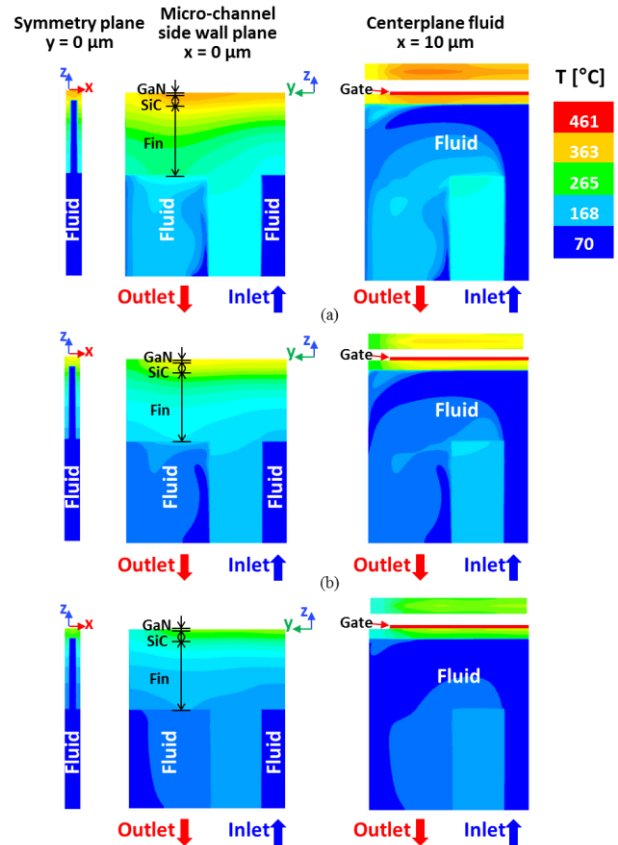 Symmetry plane
y = 0 μm
Micro-channel
side wall plane
x = 0 μm
Centerplane fluid
x = 10 μm
T [°C]
461
363
265
168
70
z
x
Fluid
GaN
SiC
Fin
Fluid
Fluid
z
y
Gate
Fluid
Outlet
Inlet
Outlet
Inlet
(a)
z
x
Fluid
GaN
SiC
Fin
Fluid
Fluid
z
y
Gate
Fluid
Outlet
Inlet
Outlet
Inlet
(b)
z
x
Fluid
GaN
SiC
Fin
Fluid
Fluid
z
y
Gate
Fluid
Outlet
Inlet
Outlet
Inlet